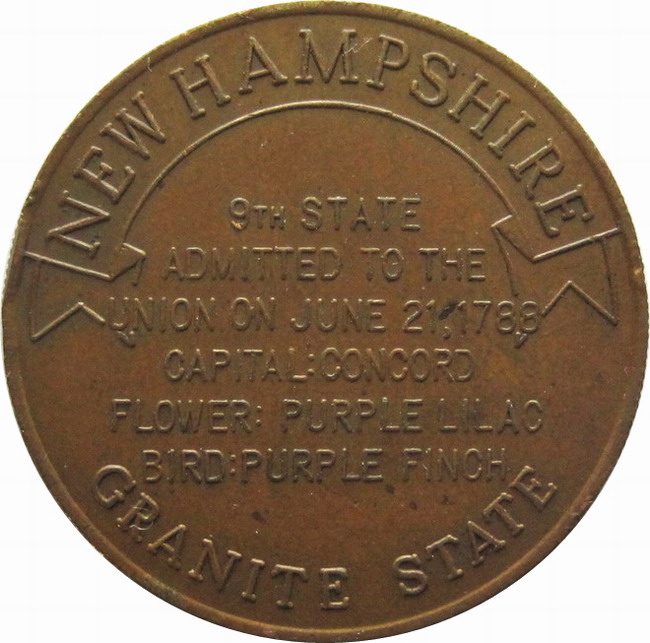 NEW HAMPSHIRE
9TH STATE
ADMITTED TO THE
UNION ON JUNE 21, 1788
CAPITAL: CONCORD
FLOWER: PURPLE LILAC
BIRD: PURPLE FINCH
GRANITE STATE